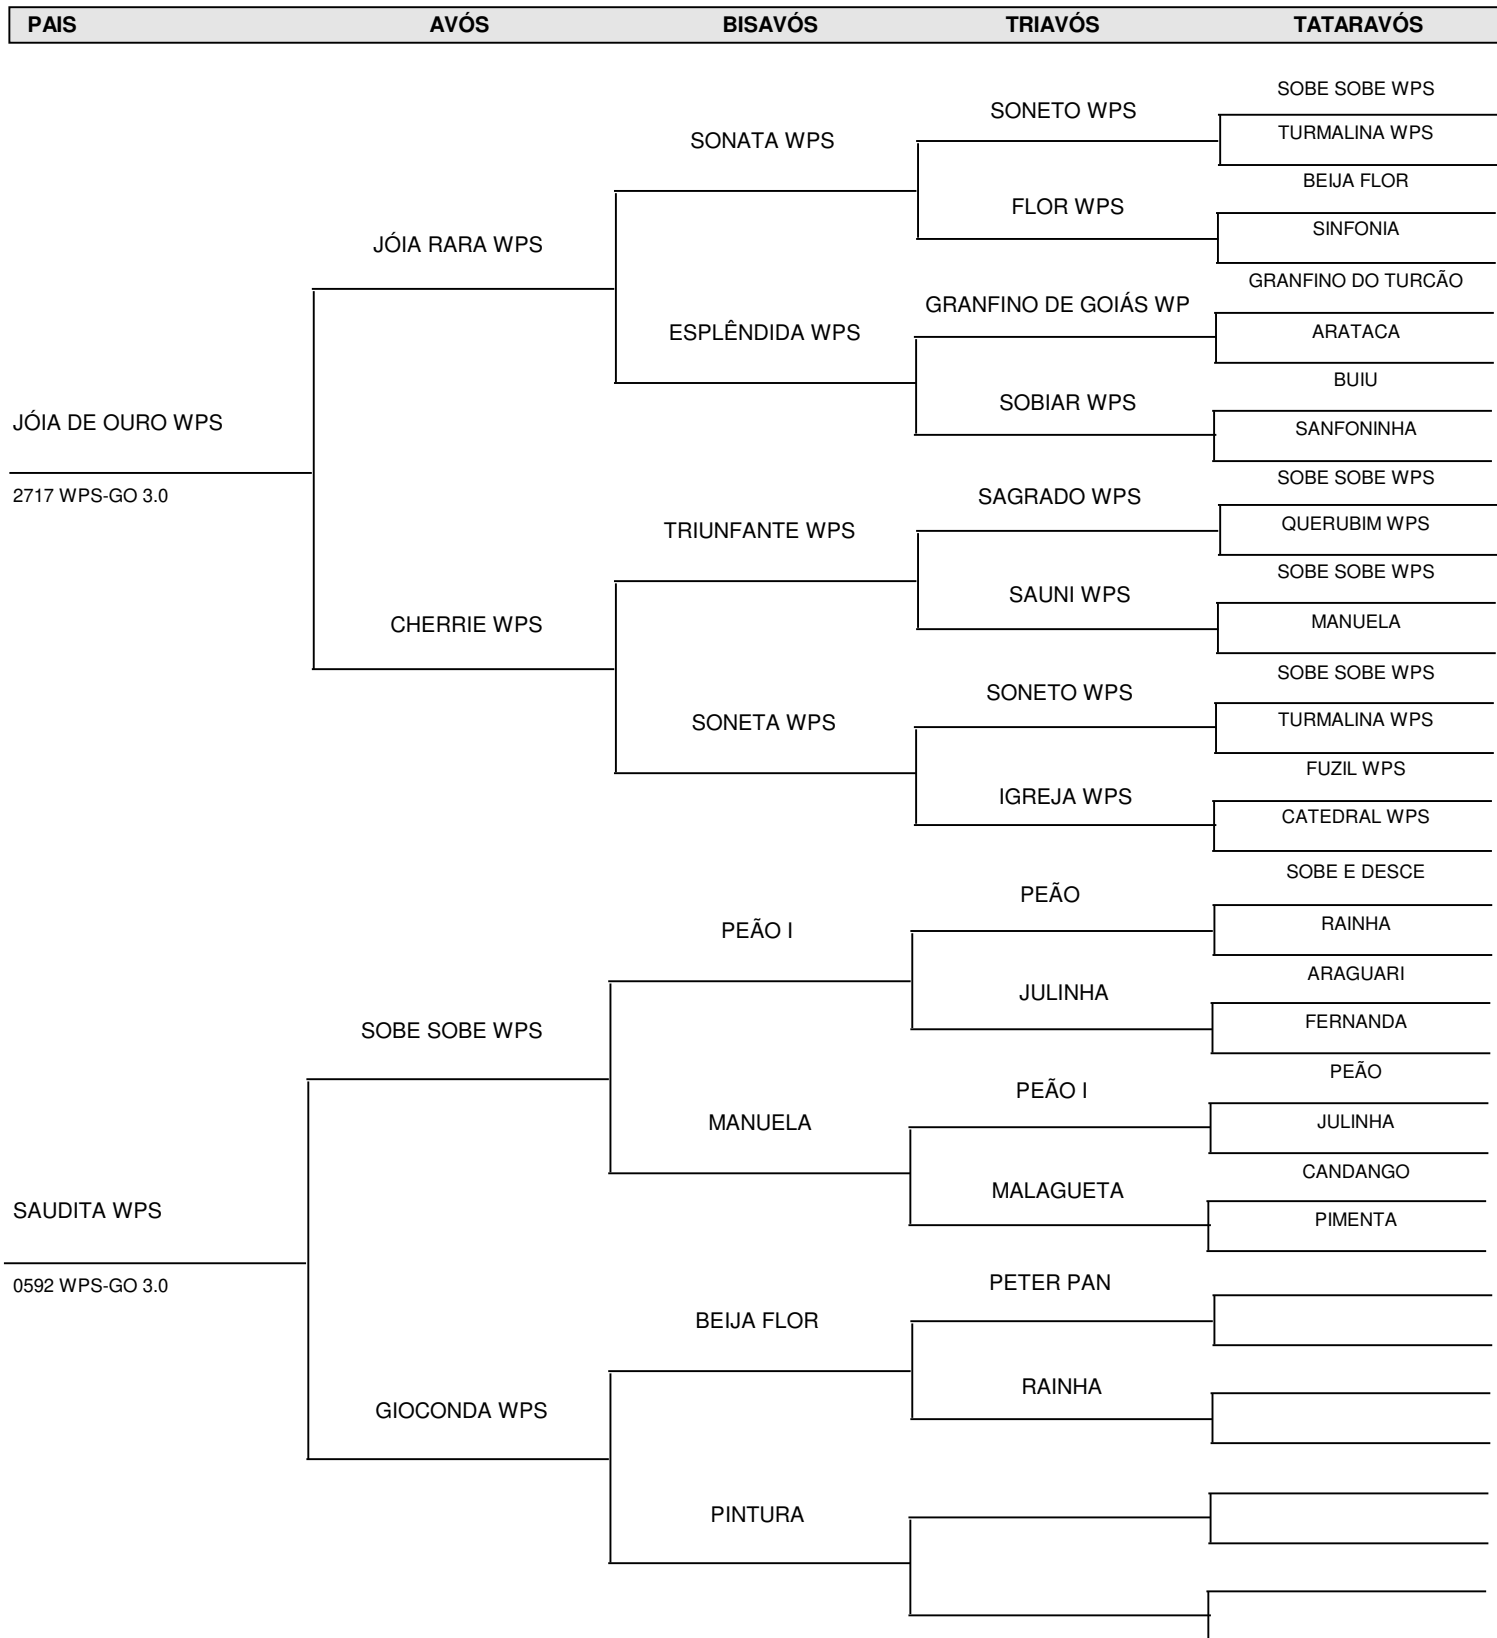 PAIS AVÓS BISAVÓS TRIAVÓS TATARAVÓS
SOBE SOBE WPS
SONETO WPS
TURMALINA WPS
SONATA WPS
BEIJA FLOR
FLOR WPS
SINFONIA
JÓIA RARA WPS
GRANFINO DO TURCÃO
GRANFINO DE GOIÁS WP
ARATACA
ESPLÊNDIDA WPS
BUIU
SOBIAR WPS
SANFONINHA
JÓIA DE OURO WPS
2717 WPS-GO 3.0
SOBE SOBE WPS
SAGRADO WPS
QUERUBIM WPS
TRIUNFANTE WPS
SOBE SOBE WPS
SAUNI WPS
MANUELA
CHERRIE WPS
SOBE SOBE WPS
SONETO WPS
TURMALINA WPS
SONETA WPS
FUZIL WPS
IGREJA WPS
CATEDRAL WPS
SOBE E DESCE
PEÃO
RAINHA
PEÃO I
ARAGUARI
JULINHA
FERNANDA
SOBE SOBE WPS
PEÃO
PEÃO I
JULINHA
MANUELA
CANDANGO
MALAGUETA
PIMENTA
SAUDITA WPS
0592 WPS-GO 3.0
PETER PAN
BEIJA FLOR
RAINHA
GIOCONDA WPS
PINTURA